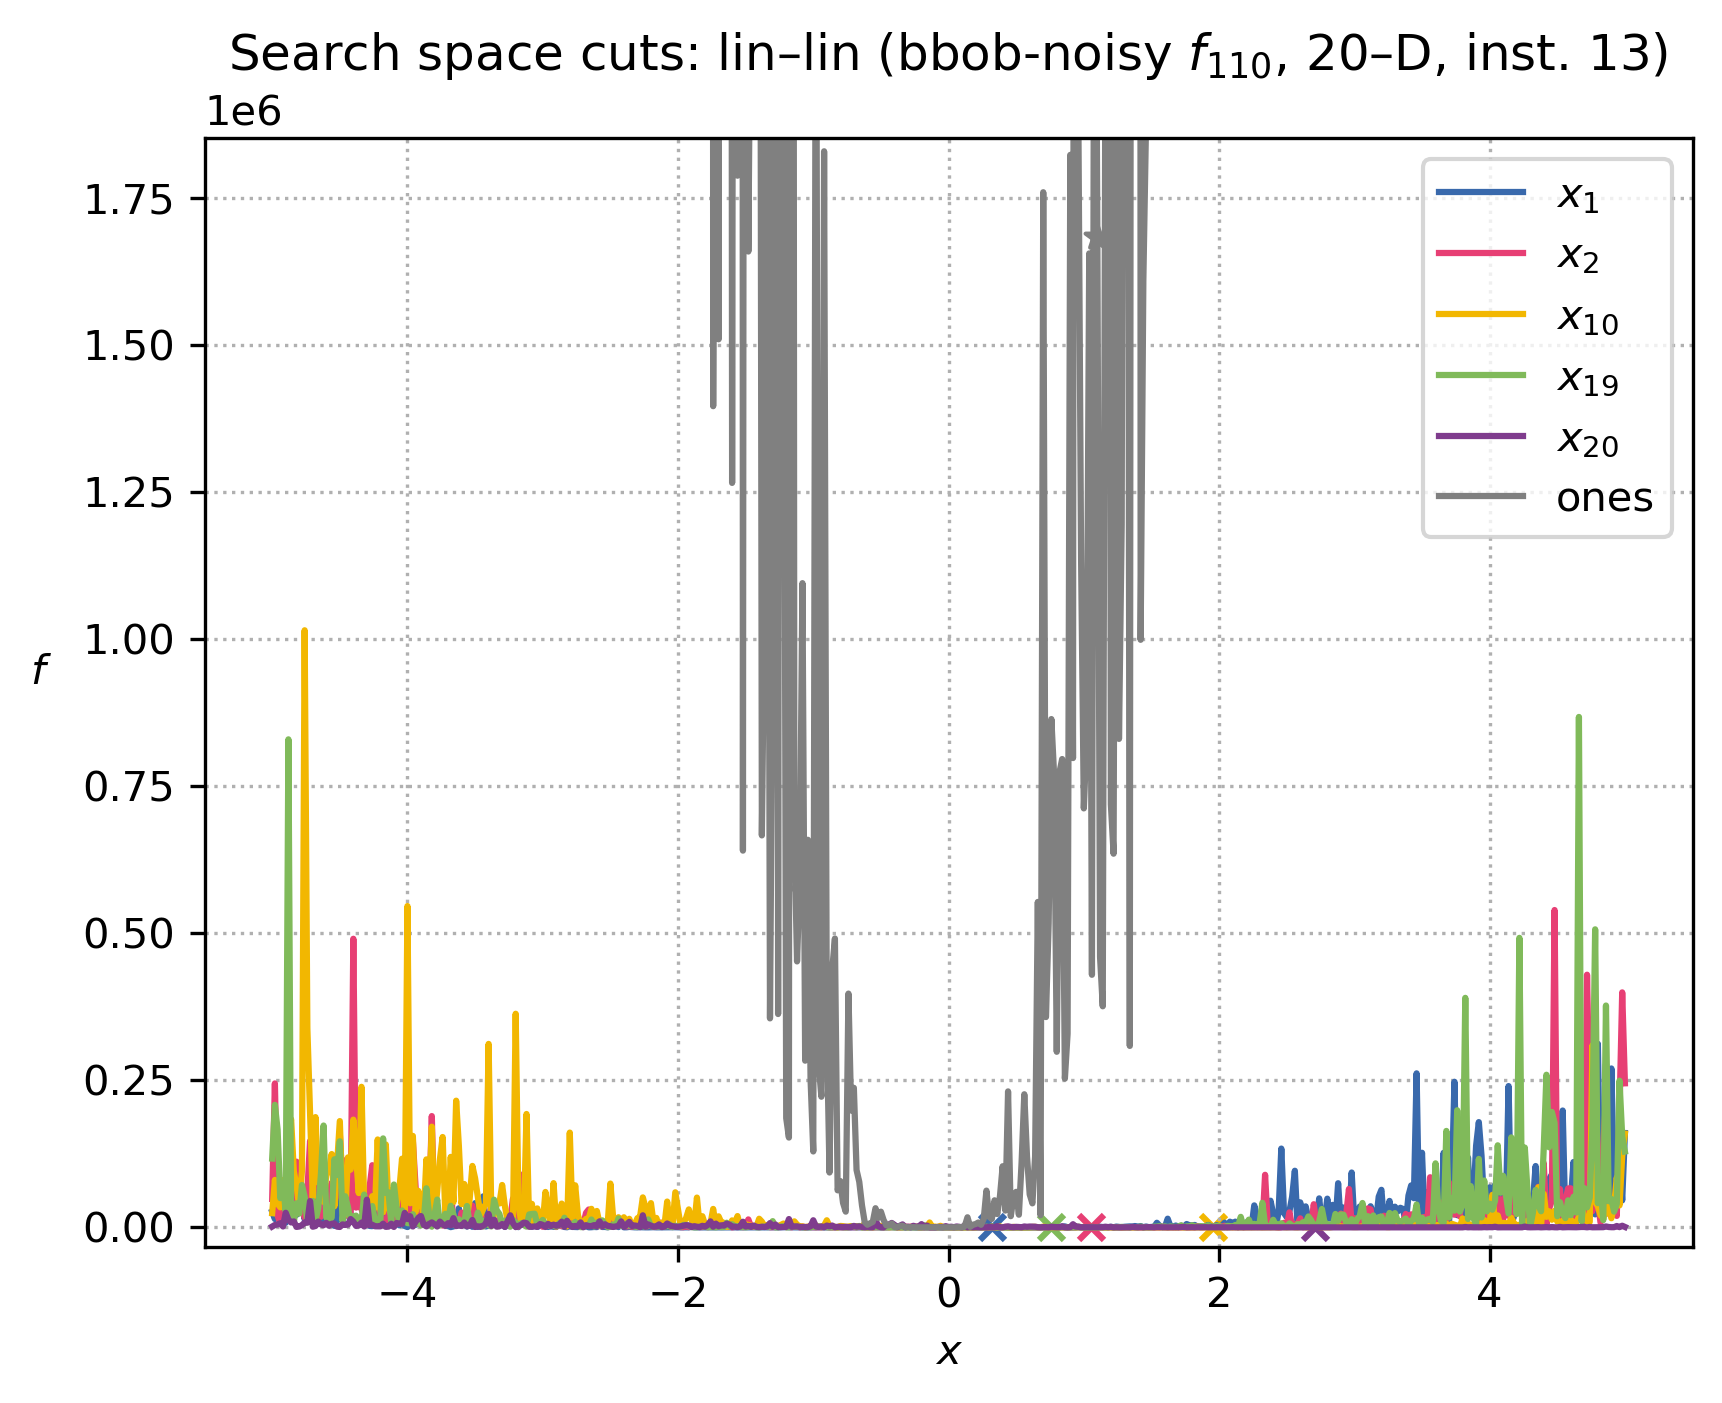 Search space cuts: lin–lin (bbob-noisy f₁₁₀, 20–D, inst. 13)
1e6
1.75
1.50
1.25
1.00
0.75
0.50
0.25
0.00
f
−4
−2
0
2
4
x
x₁
x₂
x₁₀
x₁₉
x₂₀
ones